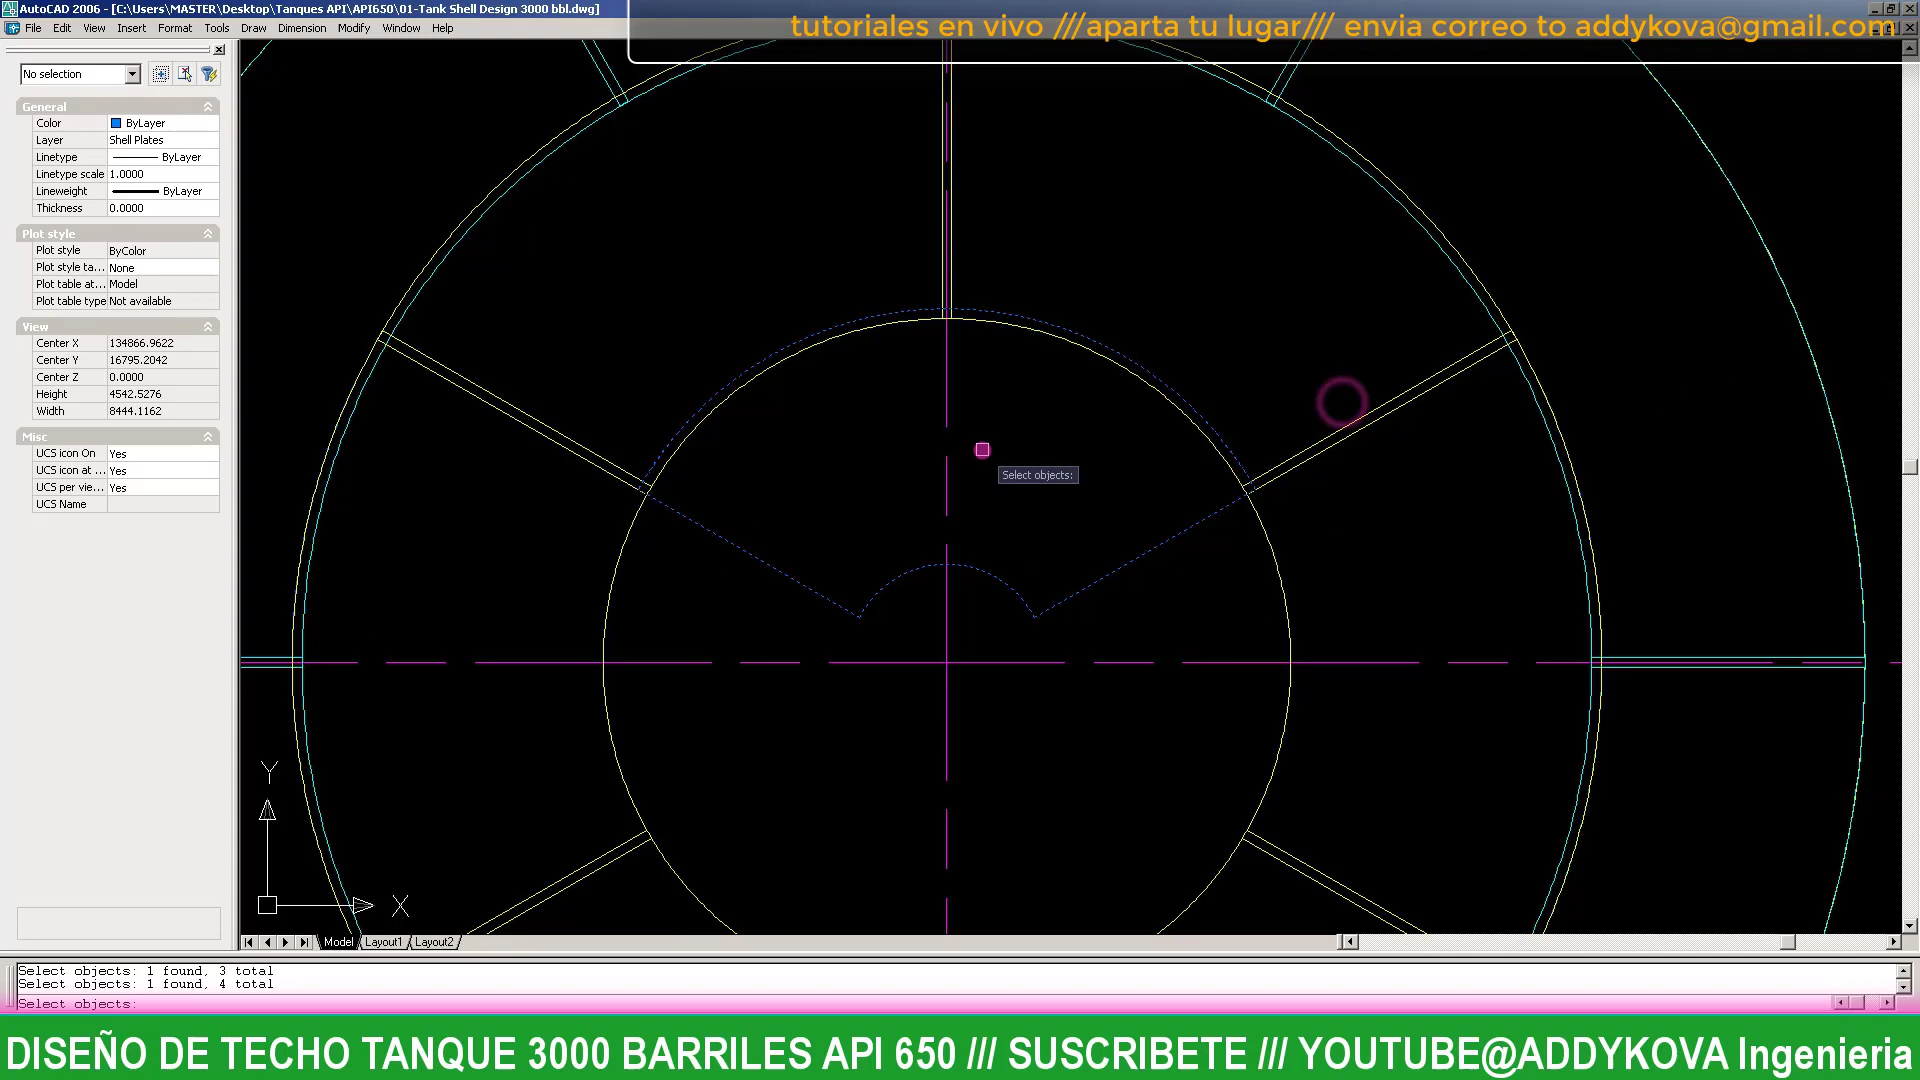 AutoCAD 2006 - [C:\Users\MASTER\Desktop\Tanques API\API650\01-Tank Shell Design 3000 bbl.dwg]
tutoriales en vivo ///aparta tu lugar/// envia correo to addykova@gmail.com
File Edit View Insert Format Tools Draw Dimension Modify Window Help
No selection
General
Color ByLayer
Layer Shell Plates
Linetype ByLayer
Linetype scale 1.0000
Lineweight ByLayer
Thickness 0.0000
Plot style
Plot style ByColor
Plot style ta... None
Plot table at... Model
Plot table type Not available
View
Center X 134866.9622
Center Y 16795.2042
Center Z 0.0000
Height 4542.5276
Width 8444.1162
Misc
UCS icon On Yes
UCS icon at ... Yes
UCS per vie... Yes
UCS Name
Select objects:
Y
X
Model Layout1 Layout2
Select objects: 1 found, 3 total
Select objects: 1 found, 4 total
Select objects:
DISEÑO DE TECHO TANQUE 3000 BARRILES API 650 /// SUSCRIBETE /// YOUTUBE@ADDYKOVA Ingenieria